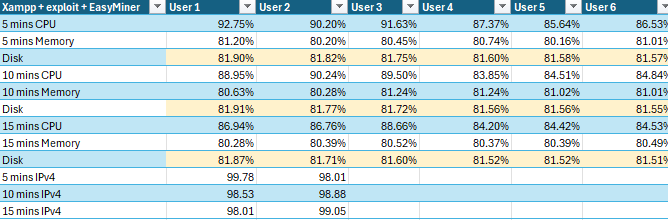 Xampp + exploit + EasyMiner User 1 User 2 User 3 User 4 User 5 User 6
5 mins CPU 92.75% 90.20% 91.63% 87.37% 85.64% 86.53%
5 mins Memory 81.20% 80.20% 80.45% 80.74% 80.16% 81.01%
Disk 81.90% 81.82% 81.75% 81.60% 81.58% 81.57%
10 mins CPU 88.95% 90.24% 89.50% 83.85% 84.51% 84.84%
10 mins Memory 80.63% 80.28% 81.24% 81.24% 81.02% 81.01%
Disk 81.91% 81.77% 81.72% 81.56% 81.56% 81.55%
15 mins CPU 86.94% 86.76% 88.66% 84.20% 84.42% 84.53%
15 mins Memory 80.28% 80.39% 80.52% 80.37% 80.39% 80.49%
Disk 81.87% 81.71% 81.60% 81.52% 81.52% 81.51%
5 mins IPv4 99.78 98.01
10 mins IPv4 98.53 98.88
15 mins IPv4 98.01 99.05